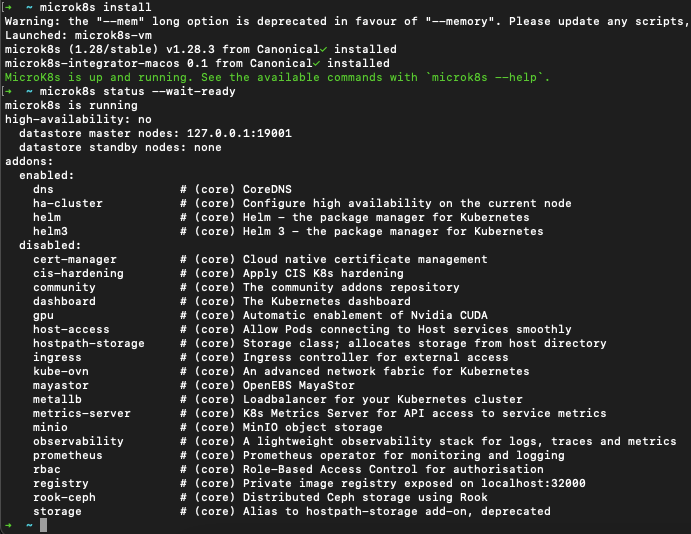 [→ ~ microk8s install
Warning: the "--mem" long option is deprecated in favour of "--memory". Please update any scripts,
Launched: microk8s-vm
microk8s (1.28/stable) v1.28.3 from Canonical✓ installed
microk8s-integrator-macos 0.1 from Canonical✓ installed
MicroK8s is up and running. See the available commands with `microk8s --help`.
[→ ~ microk8s status --wait-ready
microk8s is running
high-availability: no
  datastore master nodes: 127.0.0.1:19001
  datastore standby nodes: none
addons:
  enabled:
    dns                  # (core) CoreDNS
    ha-cluster           # (core) Configure high availability on the current node
    helm                 # (core) Helm – the package manager for Kubernetes
    helm3                # (core) Helm 3 – the package manager for Kubernetes
  disabled:
    cert-manager         # (core) Cloud native certificate management
    cis-hardening        # (core) Apply CIS K8s hardening
    community            # (core) The community addons repository
    dashboard            # (core) The Kubernetes dashboard
    gpu                  # (core) Automatic enablement of Nvidia CUDA
    host-access          # (core) Allow Pods connecting to Host services smoothly
    hostpath-storage     # (core) Storage class; allocates storage from host directory
    ingress              # (core) Ingress controller for external access
    kube-ovn             # (core) An advanced network fabric for Kubernetes
    mayastor             # (core) OpenEBS MayaStor
    metallb              # (core) Loadbalancer for your Kubernetes cluster
    metrics-server       # (core) K8s Metrics Server for API access to service metrics
    minio                # (core) MinIO object storage
    observability        # (core) A lightweight observability stack for logs, traces and metrics
    prometheus           # (core) Prometheus operator for monitoring and logging
    rbac                 # (core) Role-Based Access Control for authorisation
    registry             # (core) Private image registry exposed on localhost:32000
    rook-ceph            # (core) Distributed Ceph storage using Rook
    storage              # (core) Alias to hostpath-storage add-on, deprecated
→ ~